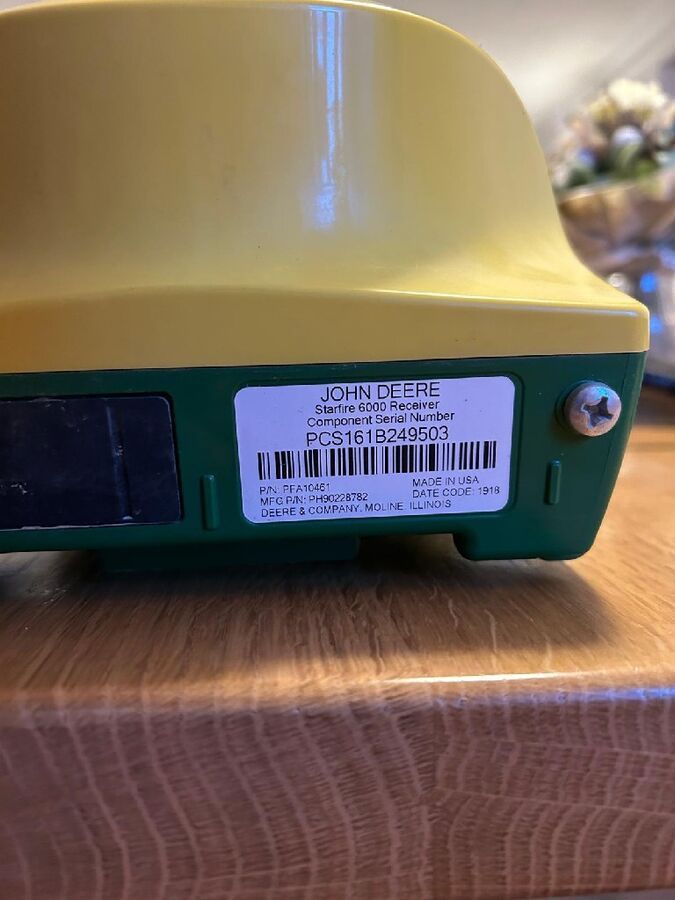 JOHN DEERE
Starfire 6000 Receiver
Component Serial Number
PCS161B249503
P/N: PFA10461 MADE IN USA
MFG P/N: PH90228782 DATE CODE: 1918
DEERE & COMPANY, MOLINE, ILLINOIS